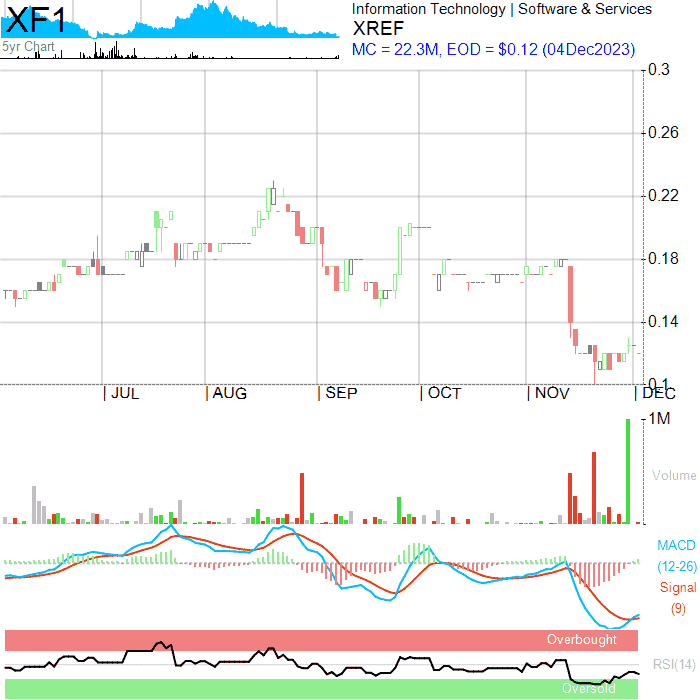 XF1
5yr Chart
Information Technology | Software & Services
XREF
MC = 22.3M, EOD = $0.12 (04Dec2023)
0.3
0.26
0.22
0.18
0.14
0.1
JUL
AUG
SEP
OCT
NOV
DEC
1M
Volume
MACD
(12-26)
Signal
(9)
Overbought
RSI(14)
Oversold